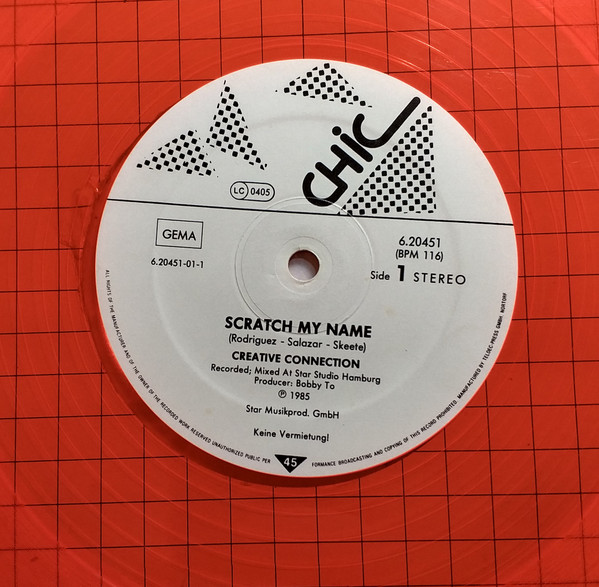 CHIC
LC 0405
GEMA
6.20451-01-1
6.20451
(BPM 116)
Side 1 STEREO
SCRATCH MY NAME
(Rodriguez - Salazar - Skeete)
CREATIVE CONNECTION
Recorded; Mixed At Star Studio Hamburg
Producer: Bobby To
℗ 1985
Star Musikprod. GmbH
Keine Vermietung!
45
ALL RIGHTS OF THE MANUFACTURER AND OF THE OWNER OF THE RECORDED WORK RESERVED UNAUTHORIZED PUBLIC PER FORMANCE BROADCASTING AND COPYING OF THIS RECORD PROHIBITED. MANUFACTURED BY TELDEC-PRESS GMBH, NORTORF